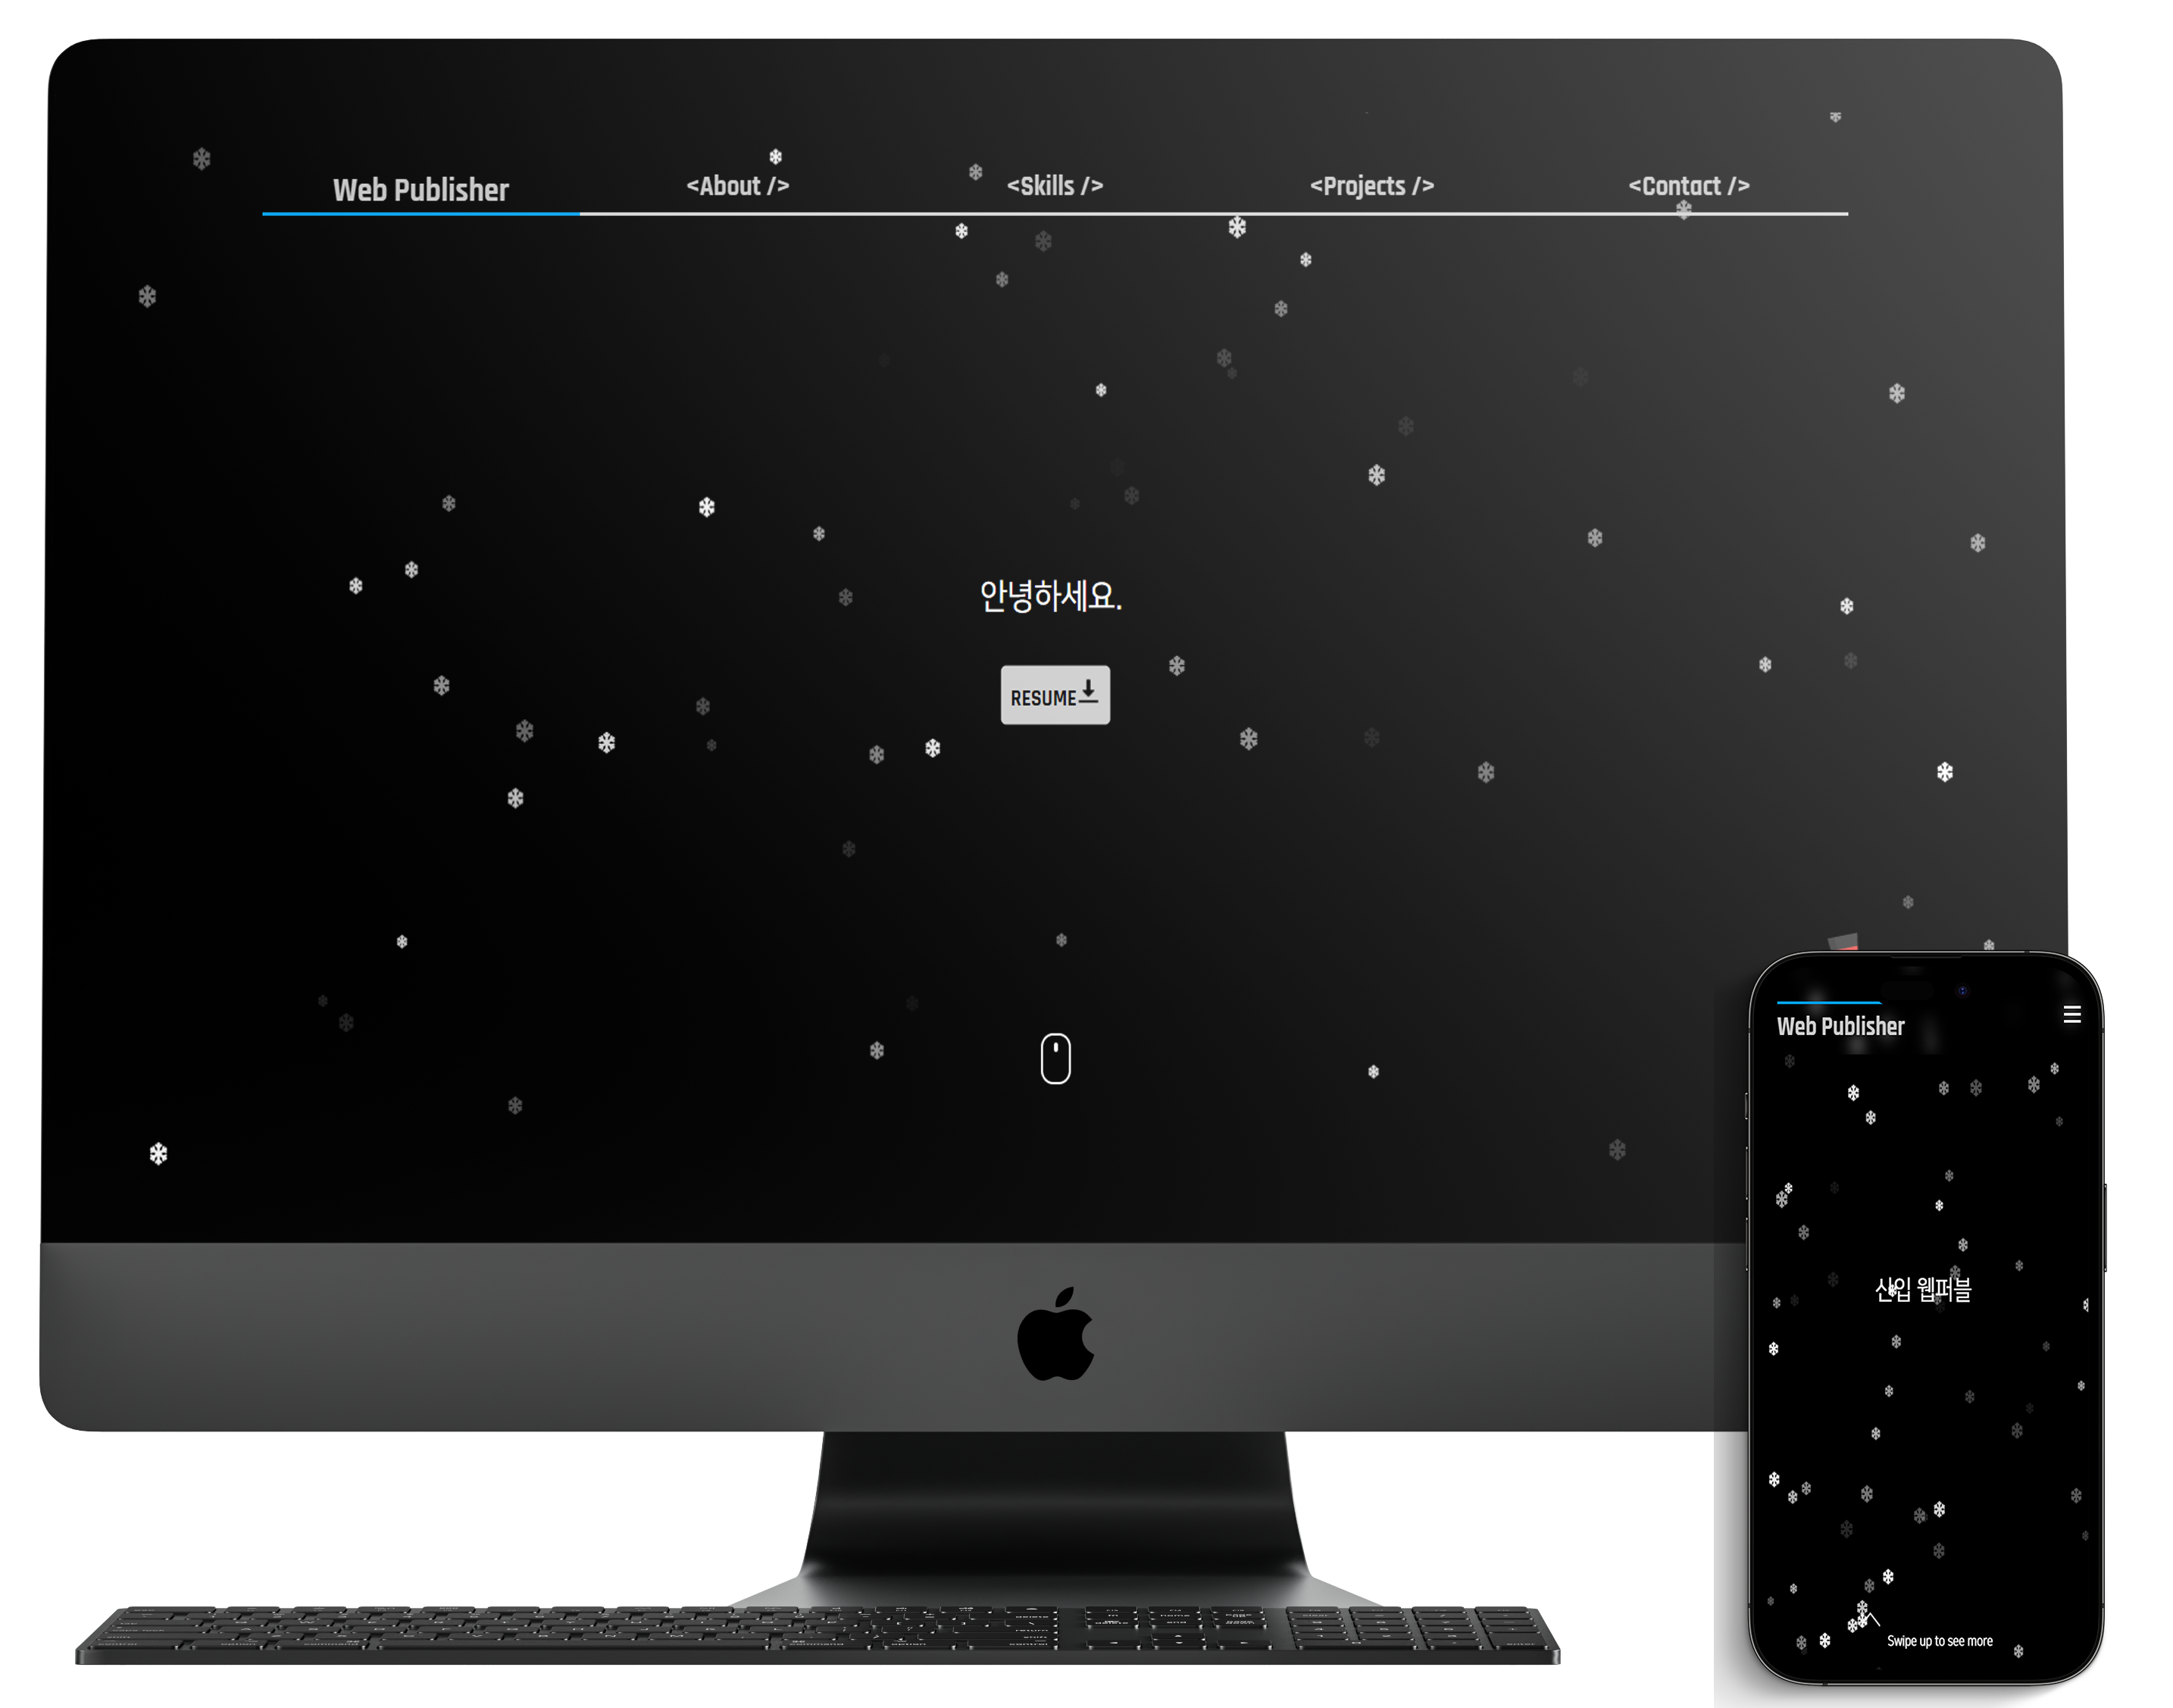 Web Publisher
<About />
<Skills />
<Projects />
<Contact />
안녕하세요.
RESUME
Web Publisher
산입 웹퍼블
Swipe up to see more